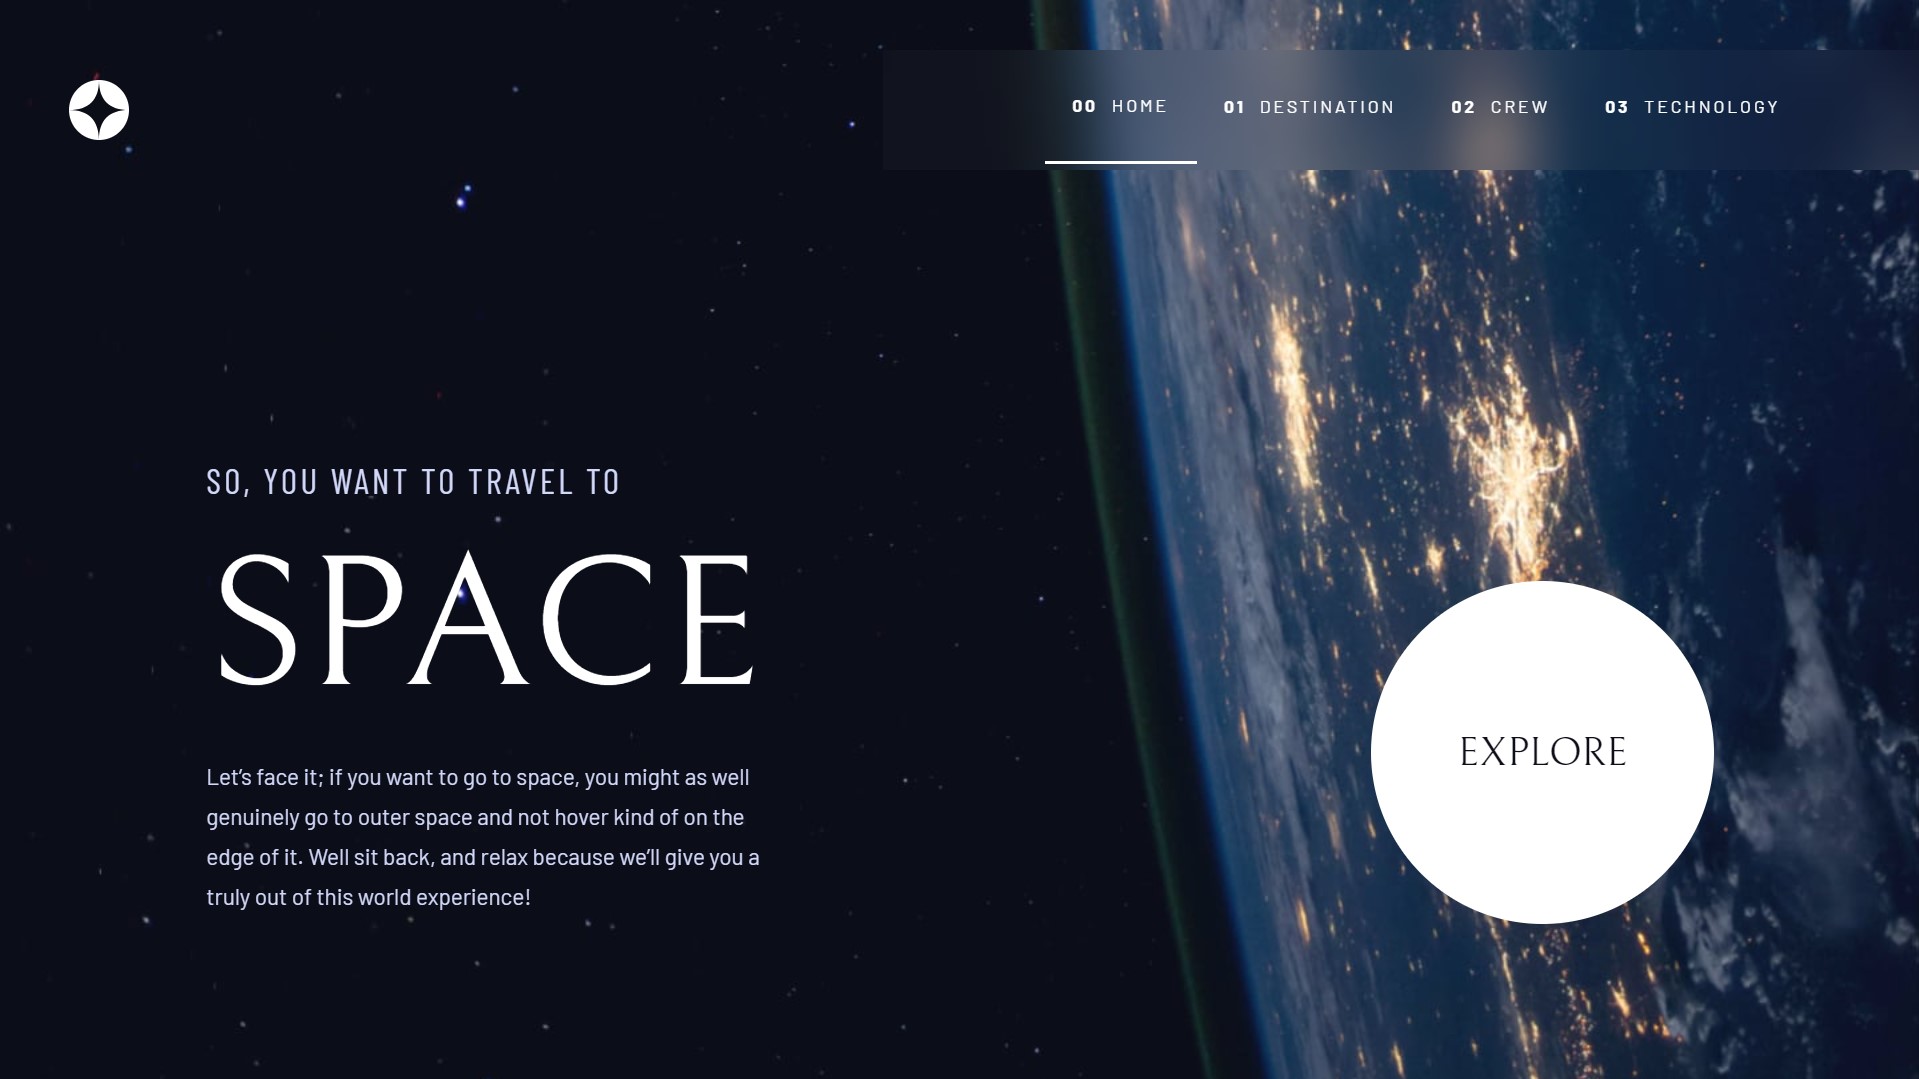 00 HOME 01 DESTINATION 02 CREW 03 TECHNOLOGY
SO, YOU WANT TO TRAVEL TO
SPACE
Let’s face it; if you want to go to space, you might as well
genuinely go to outer space and not hover kind of on the
edge of it. Well sit back, and relax because we’ll give you a
truly out of this world experience!
EXPLORE